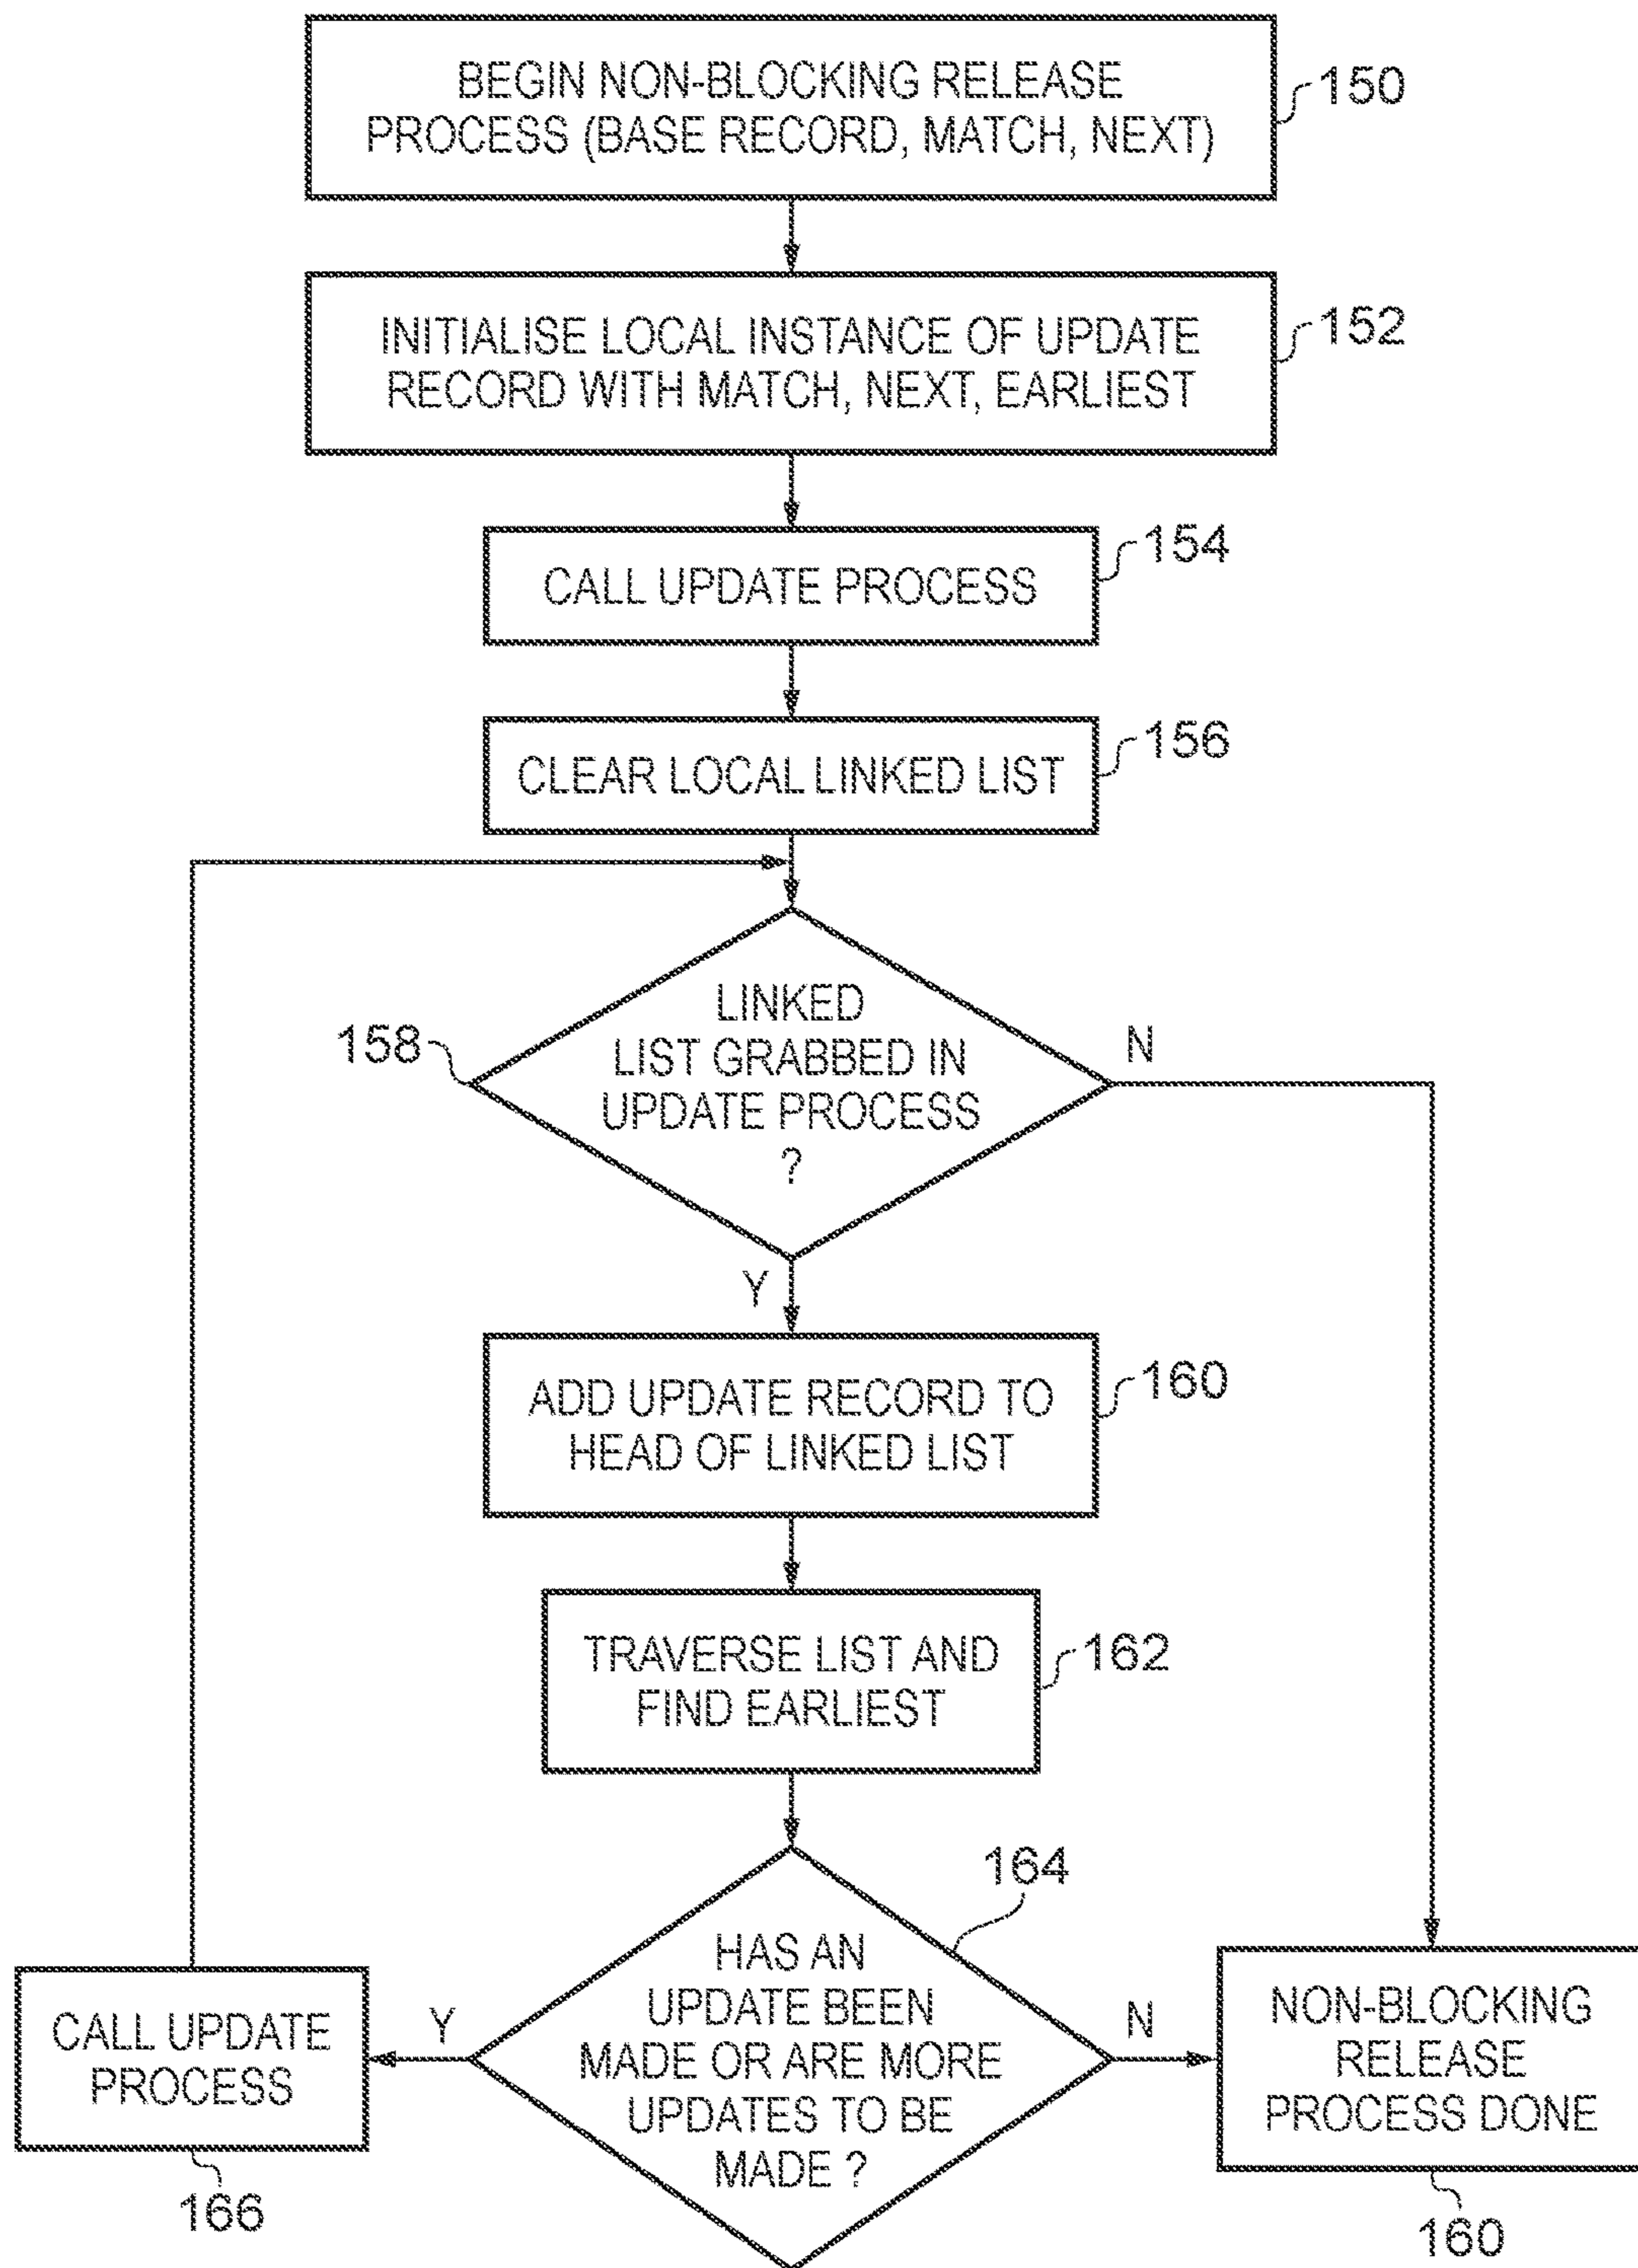 BEGIN NON-BLOCKING RELEASE
PROCESS (BASE RECORD, MATCH, NEXT)
150
INITIALISE LOCAL INSTANCE OF UPDATE
RECORD WITH MATCH, NEXT, EARLIEST
152
CALL UPDATE PROCESS
154
CLEAR LOCAL LINKED LIST
156
158
LINKED
LIST GRABBED IN
UPDATE PROCESS
?
N
Y
ADD UPDATE RECORD TO
HEAD OF LINKED LIST
160
TRAVERSE LIST AND
FIND EARLIEST
162
164
HAS AN
UPDATE BEEN
MADE OR ARE MORE
UPDATES TO BE
MADE ?
Y
N
CALL UPDATE
PROCESS
166
NON-BLOCKING
RELEASE
PROCESS DONE
160